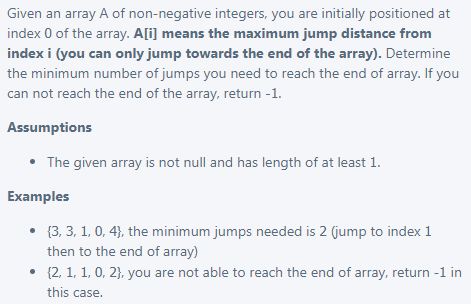 Given an array A of non-negative integers, you are initially positioned at
index 0 of the array. A[i] means the maximum jump distance from
index i (you can only jump towards the end of the array). Determine
the minimum number of jumps you need to reach the end of array. If you
can not reach the end of the array, return -1.
Assumptions
• The given array is not null and has length of at least 1.
Examples
• {3, 3, 1, 0, 4}, the minimum jumps needed is 2 (jump to index 1
then to the end of array)
• {2, 1, 1, 0, 2}, you are not able to reach the end of array, return -1 in
this case.